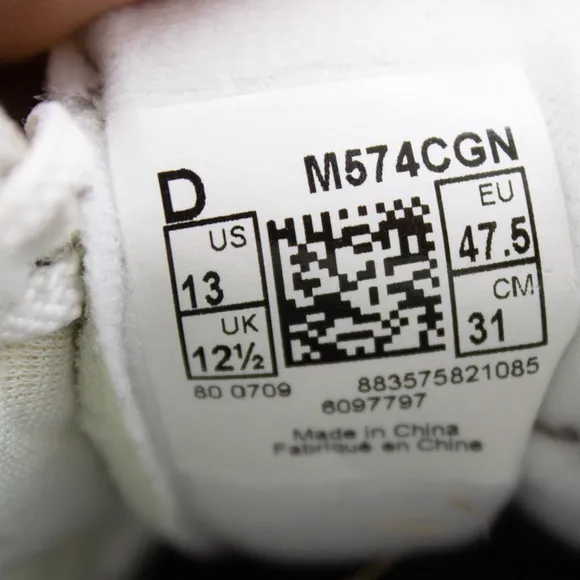 M574CGN
D
US
13
UK
12½
EU
47.5
CM
31
80 0709
883575821085
6097797
Made in China
Fabriqué en Chine